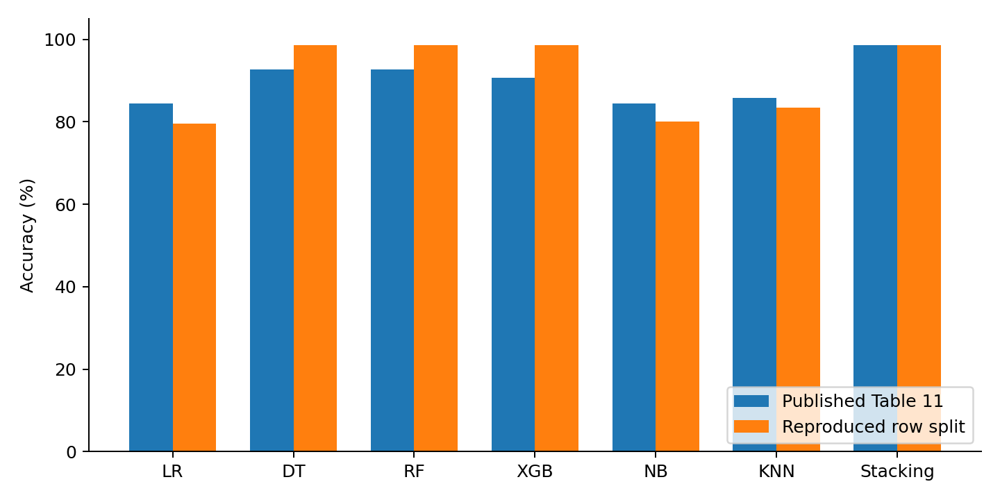 100
80
60
40
20
0
Accuracy (%)
LR
DT
RF
XGB
NB
KNN
Stacking
Published Table 11
Reproduced row split